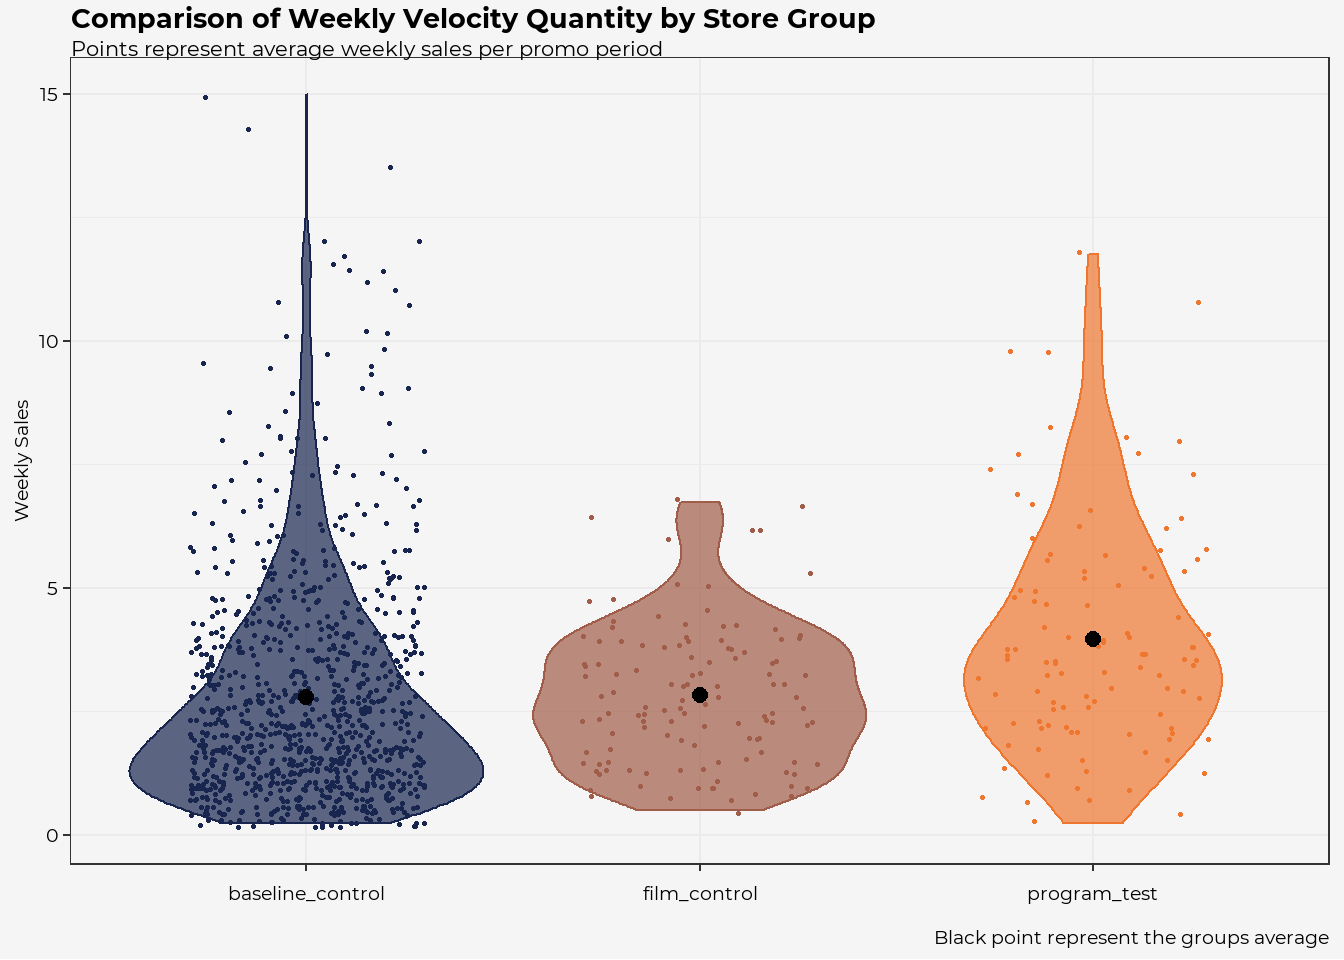 Comparison of Weekly Velocity Quantity by Store Group
Points represent average weekly sales per promo period
15
10
5
0
Weekly Sales
baseline_control
film_control
program_test
Black point represent the groups average